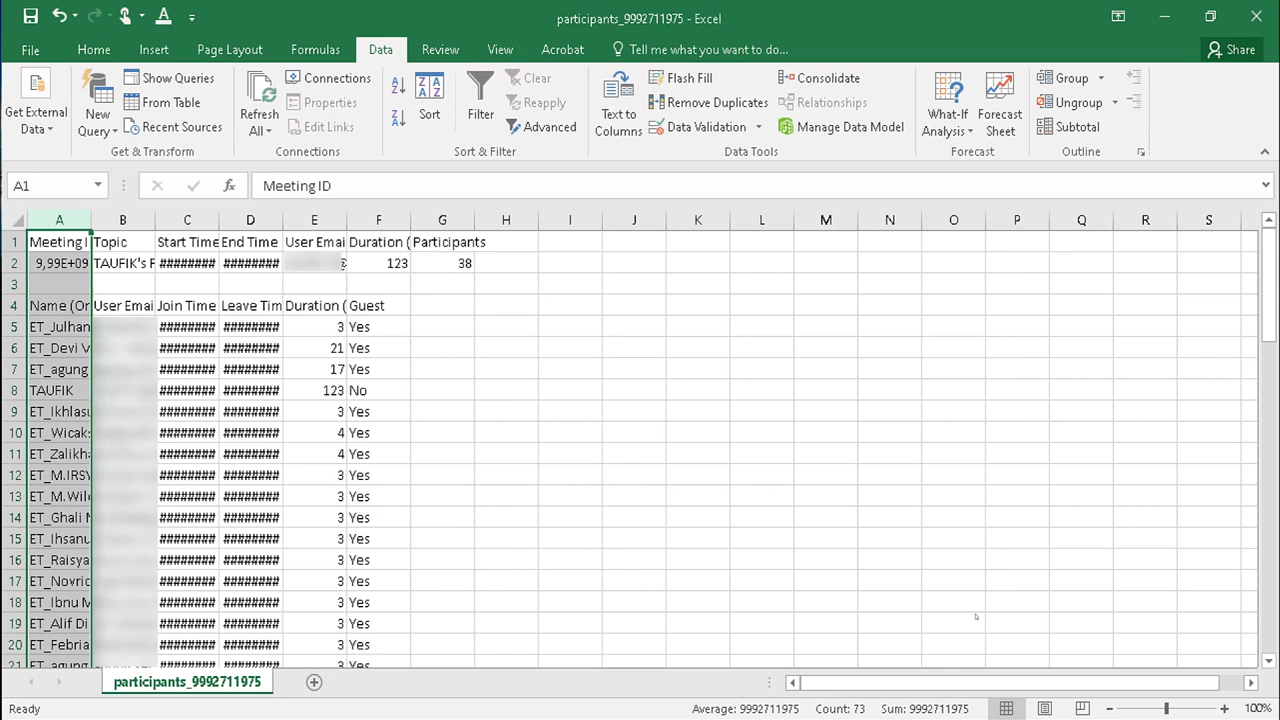 participants_9992711975 - Excel
File Home Insert Page Layout Formulas Data Review View Acrobat Tell me what you want to do... Share
Get External Data
New Query
Show Queries
From Table
Recent Sources
Get & Transform
Refresh All
Connections
Properties
Edit Links
Connections
Sort
Filter
Clear
Reapply
Advanced
Sort & Filter
Text to Columns
Flash Fill
Remove Duplicates
Data Validation
Consolidate
Relationships
Manage Data Model
Data Tools
What-If Analysis
Forecast Sheet
Forecast
Group
Ungroup
Subtotal
Outline
A1 fx Meeting ID
A B C D E F G H I J K L M N O P Q R S
1 Meeting I Topic Start Time End Time User Emai Duration ( Participants
2 9,99E+09 TAUFIK's F ######## ######## 123 38
3
4 Name (Or User Emai Join Time Leave Tim Duration ( Guest
5 ET_Julhan ######## ######## 3 Yes
6 ET_Devi V ######## ######## 21 Yes
7 ET_agung ######## ######## 17 Yes
8 TAUFIK ######## ######## 123 No
9 ET_Ikhlasu ######## ######## 3 Yes
10 ET_Wicaks ######## ######## 4 Yes
11 ET_Zalikha ######## ######## 4 Yes
12 ET_M.IRSY ######## ######## 3 Yes
13 ET_M.Wild ######## ######## 3 Yes
14 ET_Ghali M ######## ######## 3 Yes
15 ET_Ihsanu ######## ######## 3 Yes
16 ET_Raisya ######## ######## 3 Yes
17 ET_Novric ######## ######## 3 Yes
18 ET_Ibnu M ######## ######## 3 Yes
19 ET_Alif Di ######## ######## 3 Yes
20 ET_Febria ######## ######## 3 Yes
21 ET_agung ######## ######## 3 Yes
participants_9992711975
Ready Average: 9992711975 Count: 73 Sum: 9992711975 100%